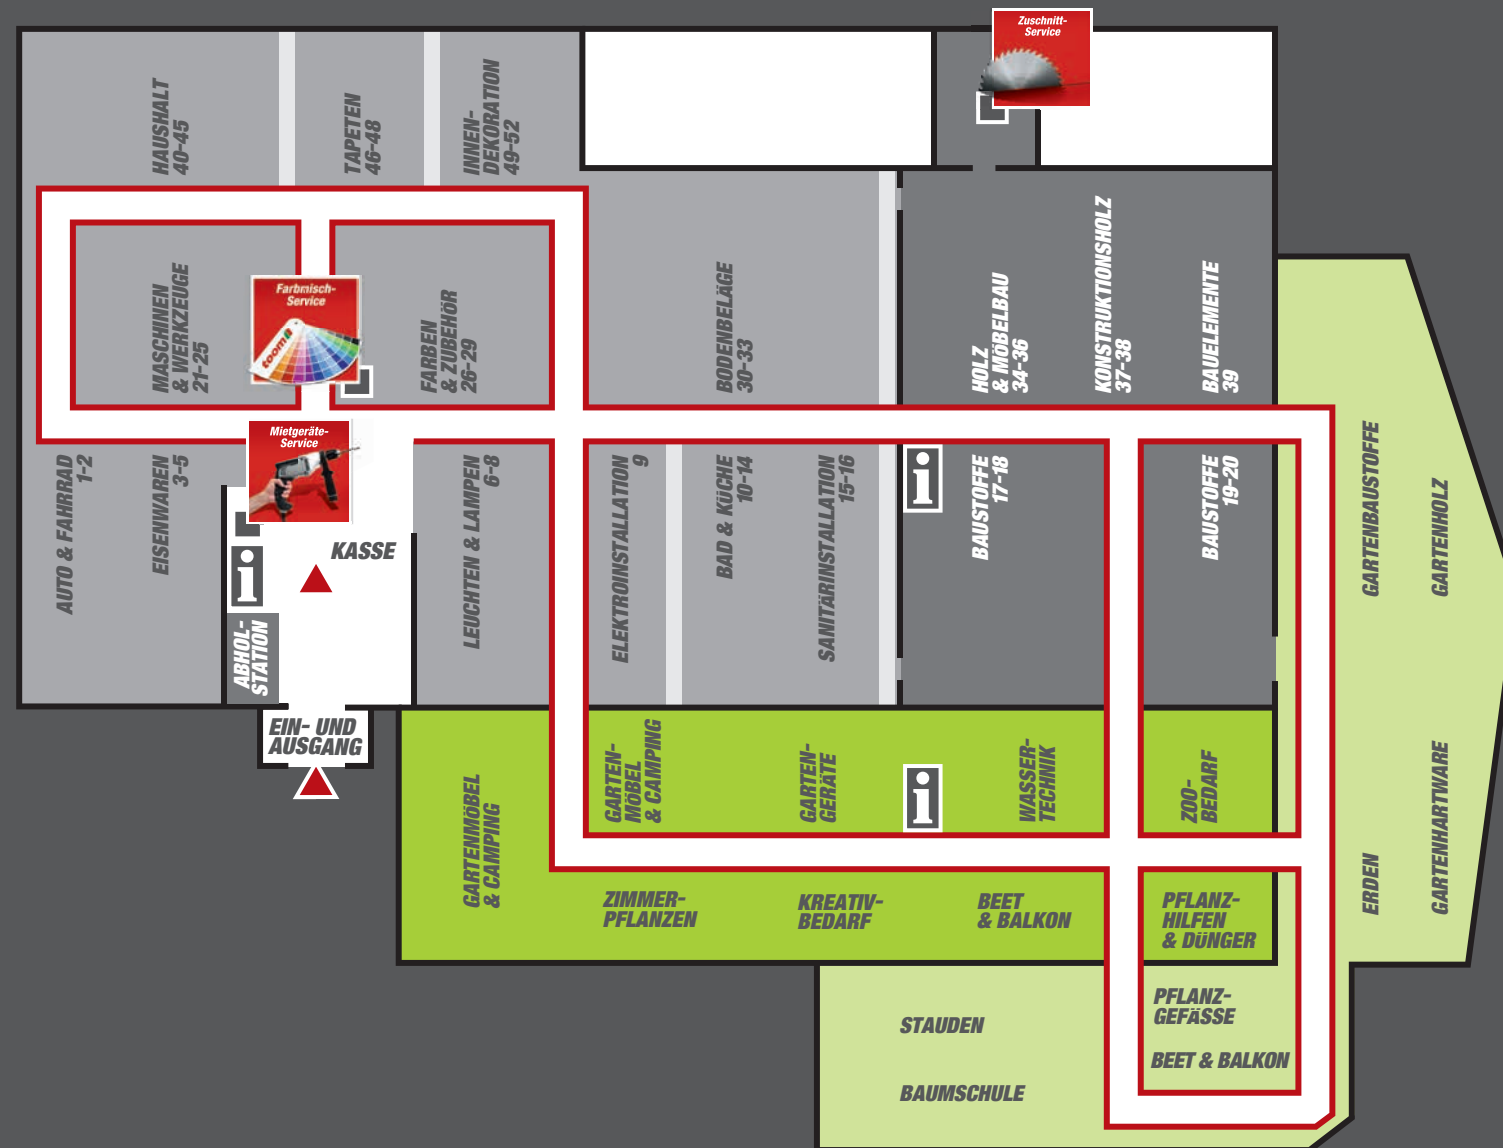 Zuschnitt-
Service
HAUSHALT
40-45
TAPETEN
46-48
INNEN-
DEKORATION
49-52
MASCHINEN
& WERKZEUGE
21-25
Farbmisch-
Service
toom
FARBEN
& ZUBEHÖR
26-29
BODENBELÄGE
30-33
HOLZ
& MÖBELBAU
34-36
KONSTRUKTIONSHOLZ
37-38
BAUELEMENTE
39
Mietgeräte-
Service
AUTO & FAHRRAD
1-2
EISENWAREN
3-5
i
KASSE
ABHOL-
STATION
EIN- UND
AUSGANG
LEUCHTEN & LAMPEN
6-8
ELEKTROINSTALLATION
9
BAD & KÜCHE
10-14
SANITÄRINSTALLATION
15-16
i
BAUSTOFFE
17-18
BAUSTOFFE
19-20
GARTENBAUSTOFFE
GARTENHOLZ
GARTENMÖBEL
& CAMPING
GARTEN-
MÖBEL
& CAMPING
GARTEN-
GERÄTE
i
WASSER-
TECHNIK
ZOO-
BEDARF
ERDEN
GARTENHARTWARE
ZIMMER-
PFLANZEN
KREATIV-
BEDARF
BEET
& BALKON
PFLANZ-
HILFEN
& DÜNGER
STAUDEN
BAUMSCHULE
PFLANZ-
GEFÄSSE
BEET & BALKON